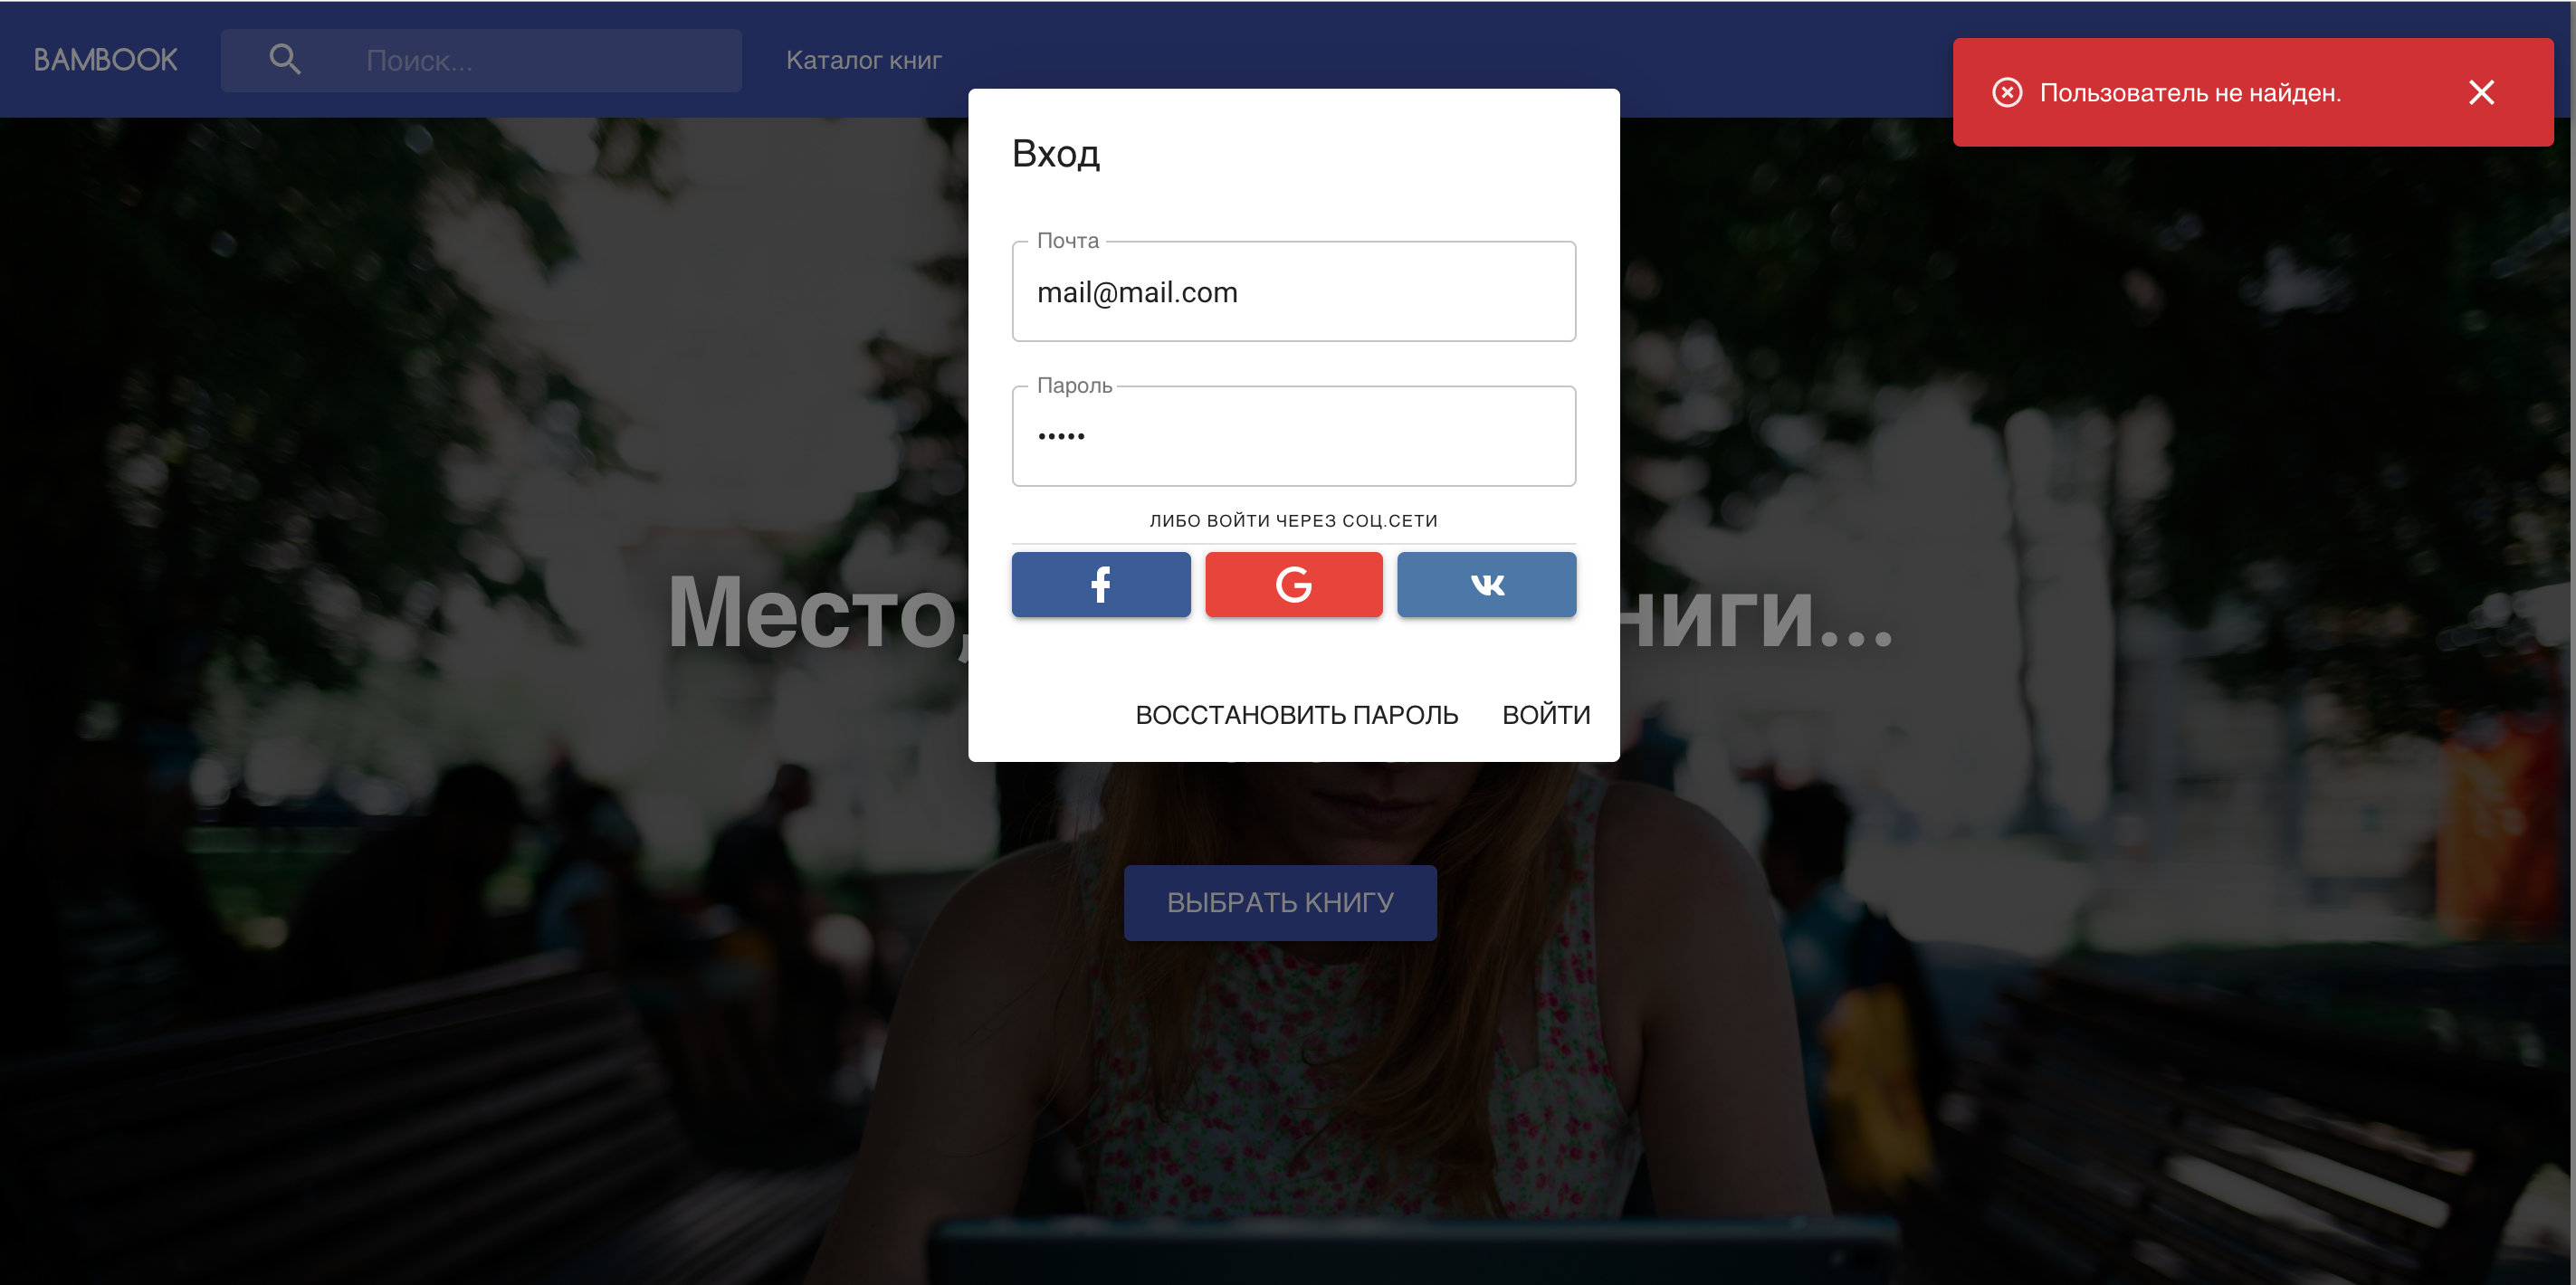 BAMBOOK
Поиск...
Каталог книг
Пользователь не найден.
Вход
Почта
mail@mail.com
Пароль
•••••
ЛИБО ВОЙТИ ЧЕРЕЗ СОЦ.СЕТИ
Место,
ниги...
ВОССТАНОВИТЬ ПАРОЛЬ ВОЙТИ
ВЫБРАТЬ КНИГУ